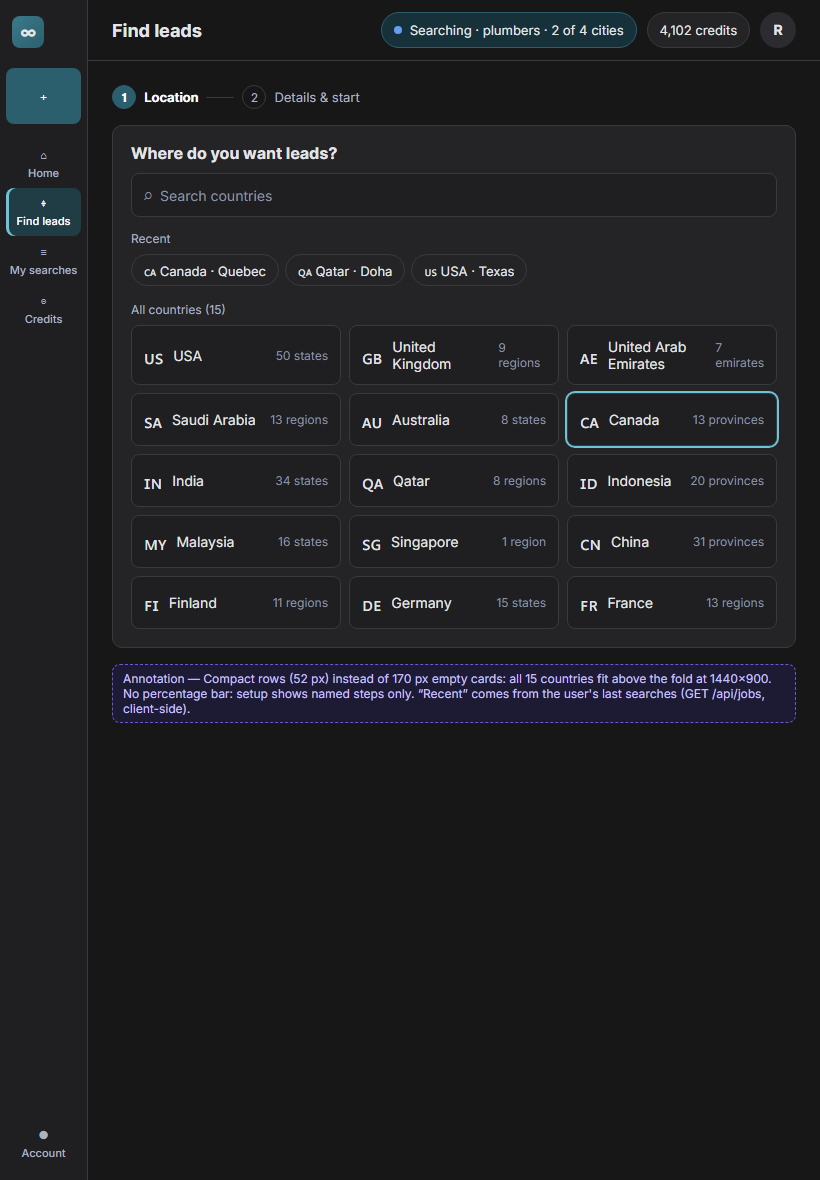 Find leads
Searching · plumbers · 2 of 4 cities
4,102 credits
R
+
Home
Find leads
My searches
Credits
Account
1 Location
2 Details & start
Where do you want leads?
Search countries
Recent
CA Canada · Quebec
QA Qatar · Doha
US USA · Texas
All countries (15)
US USA 50 states
GB United Kingdom 9 regions
AE United Arab Emirates 7 emirates
SA Saudi Arabia 13 regions
AU Australia 8 states
CA Canada 13 provinces
IN India 34 states
QA Qatar 8 regions
ID Indonesia 20 provinces
MY Malaysia 16 states
SG Singapore 1 region
CN China 31 provinces
FI Finland 11 regions
DE Germany 15 states
FR France 13 regions
Annotation — Compact rows (52 px) instead of 170 px empty cards: all 15 countries fit above the fold at 1440×900.
No percentage bar: setup shows named steps only. “Recent” comes from the user's last searches (GET /api/jobs,
client-side).